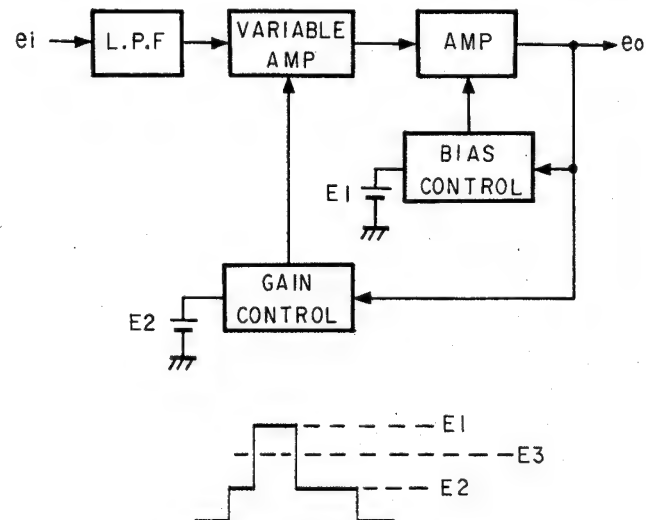 ei
L.P.F
VARIABLE
AMP
AMP
eo
BIAS
CONTROL
E1
GAIN
CONTROL
E2
E1
E3
E2